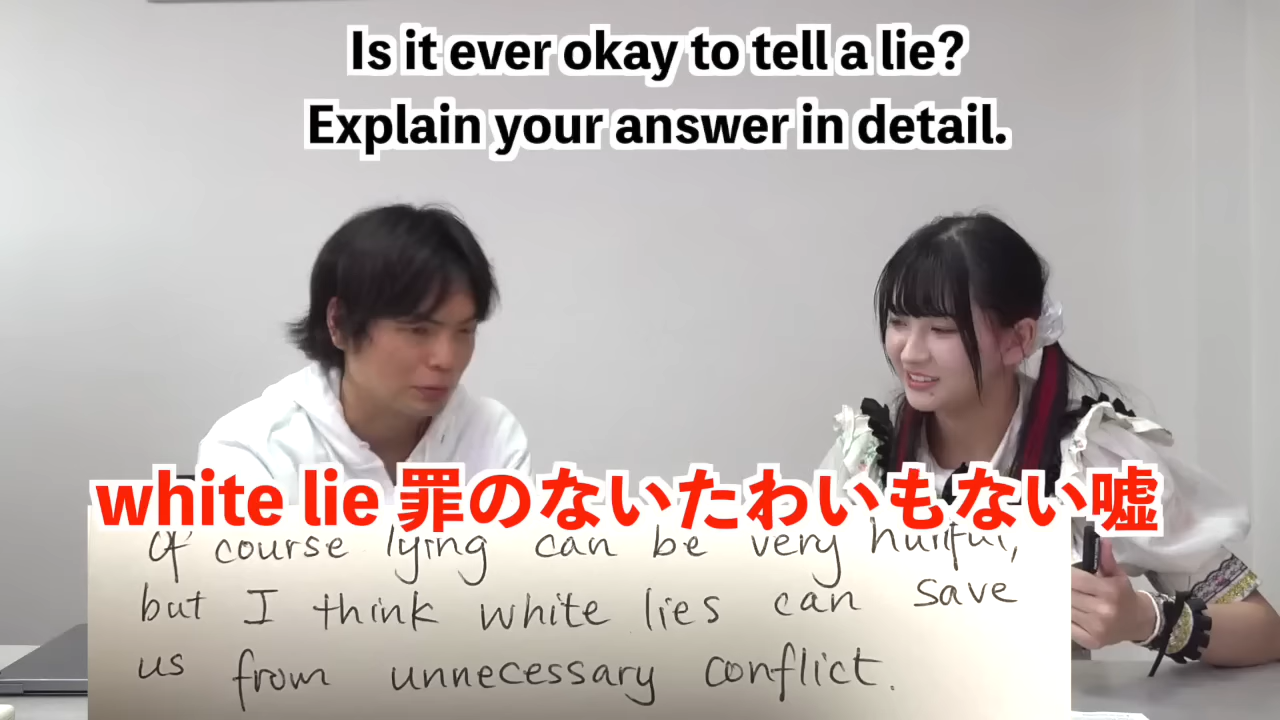 Is it ever okay to tell a lie?
Explain your answer in detail.
white lie 罪のないたわいもない嘘
Of course lying can be very hurtful,
but I think white lies can save
us from unnecessary conflict.